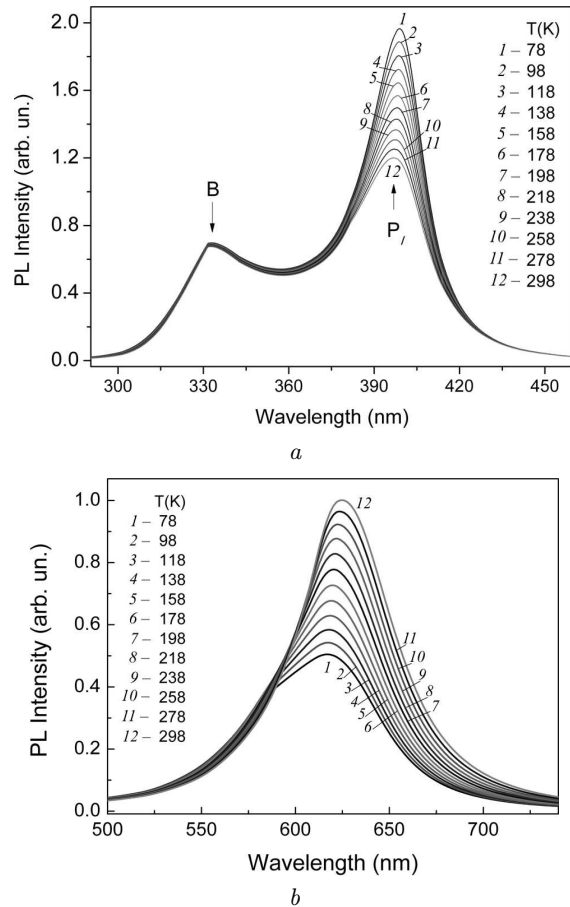 PL Intensity (arb. un.)
2.0
1.6
1.2
0.8
0.4
0.0
300 330 360 390 420 450
Wavelength (nm)
B
P_l
1
2
3
4
5
6
7
8
9
10
11
12
T(K)
1 – 78
2 – 98
3 – 118
4 – 138
5 – 158
6 – 178
7 – 198
8 – 218
9 – 238
10 – 258
11 – 278
12 – 298
a
PL Intensity (arb. un.)
1.0
0.8
0.6
0.4
0.2
0.0
500 550 600 650 700
Wavelength (nm)
T(K)
1 – 78
2 – 98
3 – 118
4 – 138
5 – 158
6 – 178
7 – 198
8 – 218
9 – 238
10 – 258
11 – 278
12 – 298
12
11
10
9
8
7
1
2
3
4
5
6
b